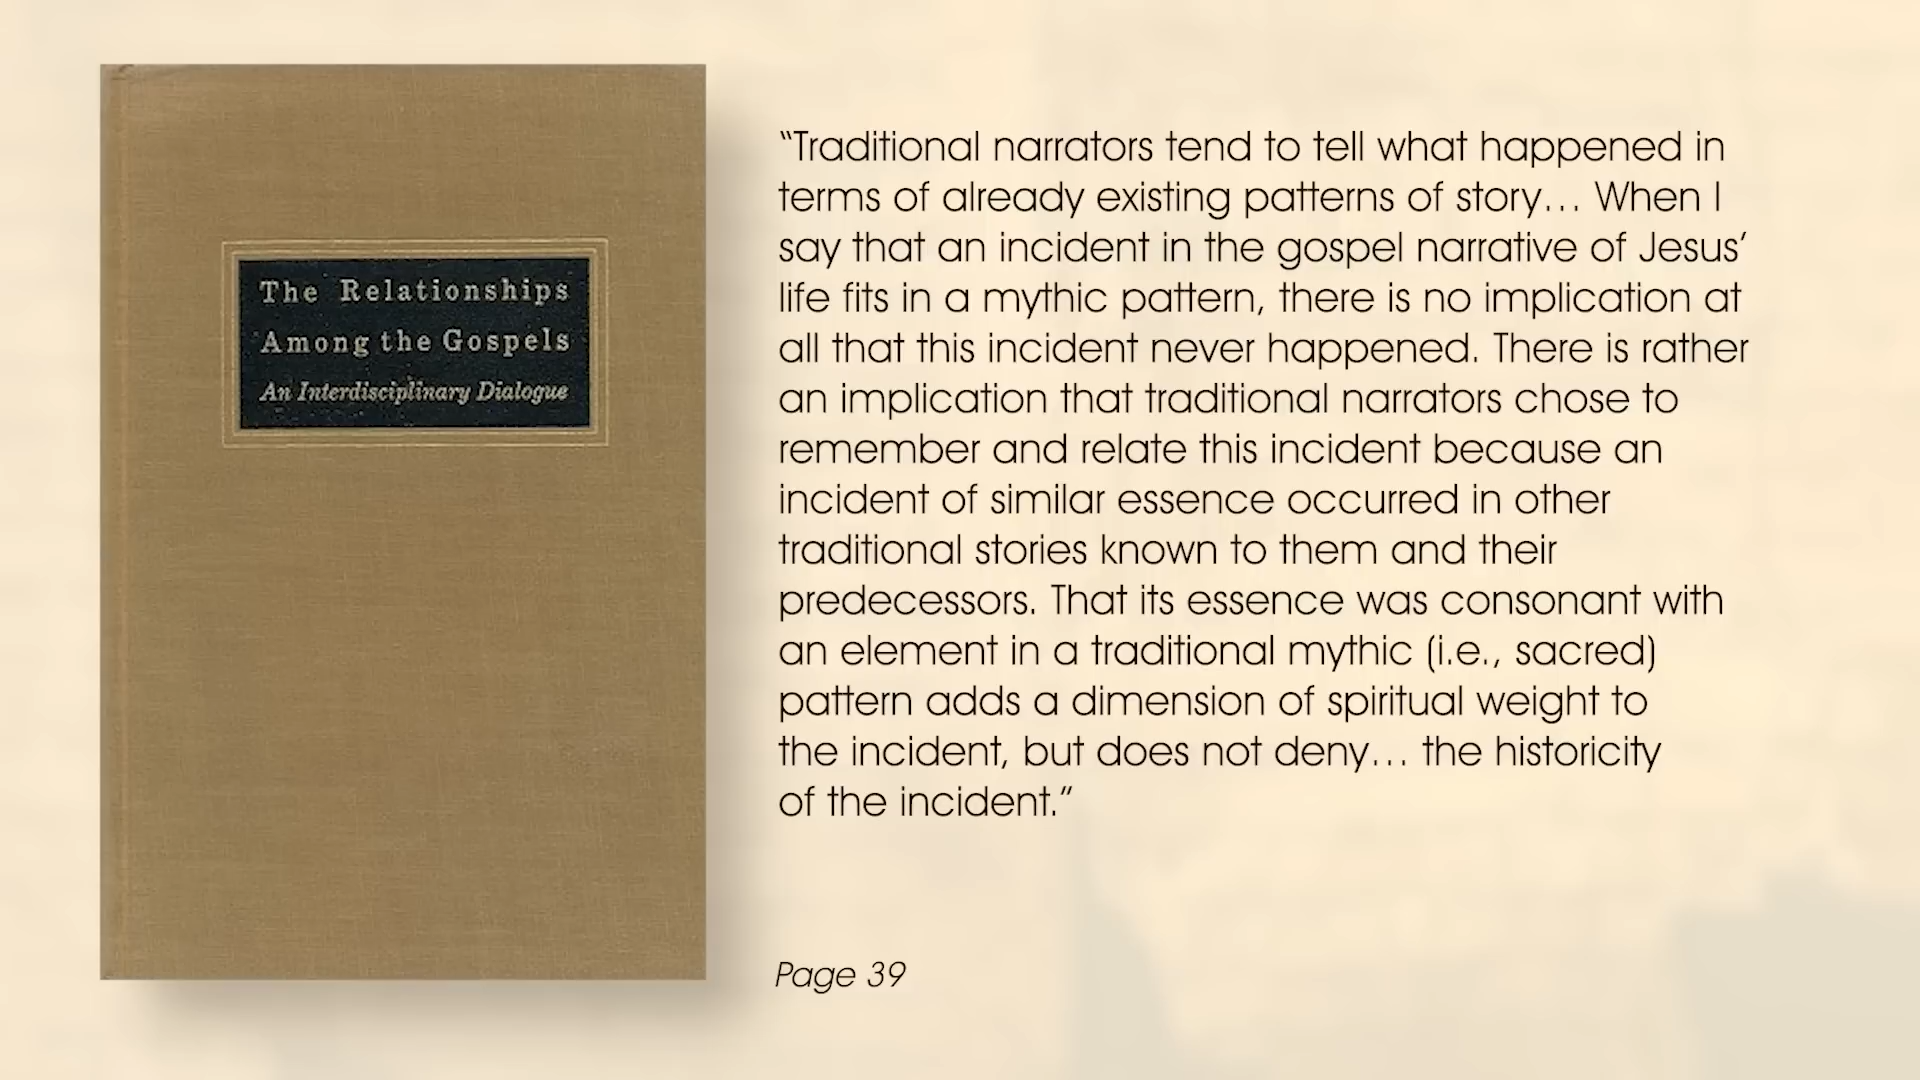 The Relationships
Among the Gospels
An Interdisciplinary Dialogue
“Traditional narrators tend to tell what happened in
terms of already existing patterns of story… When I
say that an incident in the gospel narrative of Jesus’
life fits in a mythic pattern, there is no implication at
all that this incident never happened. There is rather
an implication that traditional narrators chose to
remember and relate this incident because an
incident of similar essence occurred in other
traditional stories known to them and their
predecessors. That its essence was consonant with
an element in a traditional mythic (i.e., sacred)
pattern adds a dimension of spiritual weight to
the incident, but does not deny… the historicity
of the incident.”
Page 39